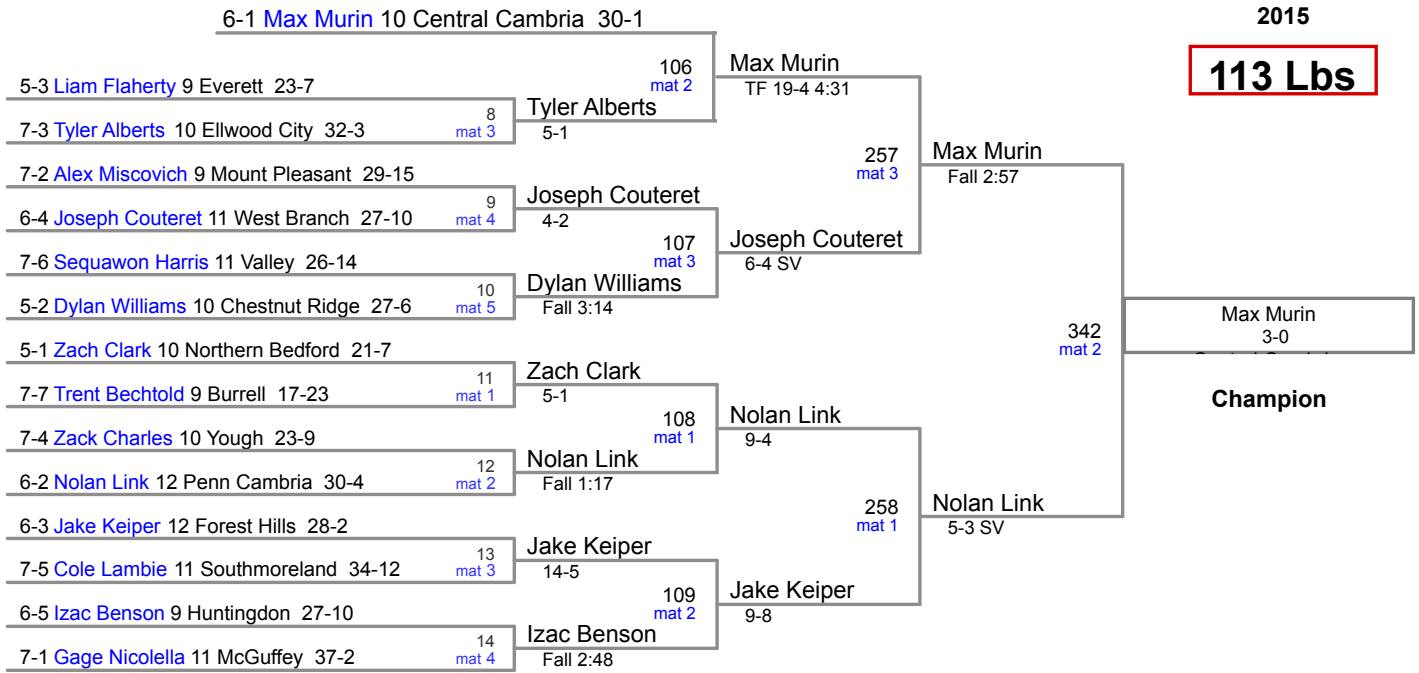 6-1 Max Murin 10 Central Cambria 30-1
2015
113 Lbs
5-3 Liam Flaherty 9 Everett 23-7
7-3 Tyler Alberts 10 Ellwood City 32-3
7-2 Alex Miscovich 9 Mount Pleasant 29-15
6-4 Joseph Couteret 11 West Branch 27-10
7-6 Sequawon Harris 11 Valley 26-14
5-2 Dylan Williams 10 Chestnut Ridge 27-6
5-1 Zach Clark 10 Northern Bedford 21-7
7-7 Trent Bechtold 9 Burrell 17-23
7-4 Zack Charles 10 Yough 23-9
6-2 Nolan Link 12 Penn Cambria 30-4
6-3 Jake Keiper 12 Forest Hills 28-2
7-5 Cole Lambie 11 Southmoreland 34-12
6-5 Izac Benson 9 Huntingdon 27-10
7-1 Gage Nicolella 11 McGuffey 37-2
8
mat 3
9
mat 4
10
mat 5
11
mat 1
12
mat 2
13
mat 3
14
mat 4
Tyler Alberts
5-1
Joseph Couteret
4-2
Dylan Williams
Fall 3:14
Zach Clark
5-1
Nolan Link
Fall 1:17
Jake Keiper
14-5
Izac Benson
Fall 2:48
106
mat 2
107
mat 3
108
mat 1
109
mat 2
Max Murin
TF 19-4 4:31
Joseph Couteret
6-4 SV
Nolan Link
9-4
Jake Keiper
9-8
257
mat 3
258
mat 1
Max Murin
Fall 2:57
Nolan Link
5-3 SV
342
mat 2
Max Murin
3-0
Champion